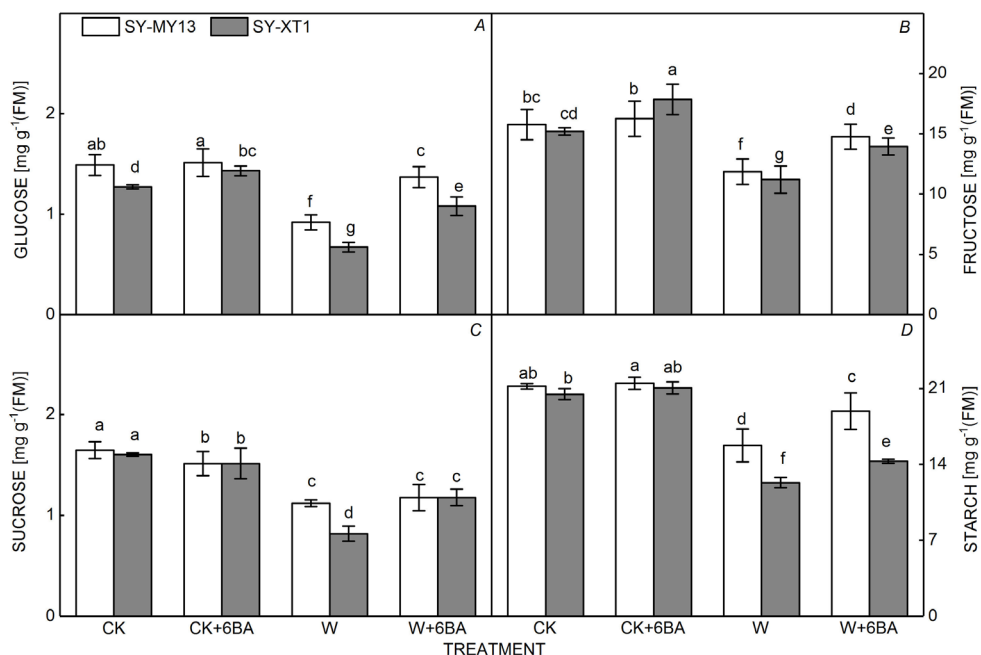 SY-MY13 SY-XT1
A
GLUCOSE [mg g-1(FM)]
2
1
0
ab d a bc f g c e
B
FRUCTOSE [mg g-1(FM)]
20
15
10
5
0
bc cd b a f g d e
C
SUCROSE [mg g-1(FM)]
2
1
0
a a b b c d c c
D
STARCH [mg g-1(FM)]
21
14
7
0
ab b a ab d f c e
CK CK+6BA W W+6BA CK CK+6BA W W+6BA
TREATMENT